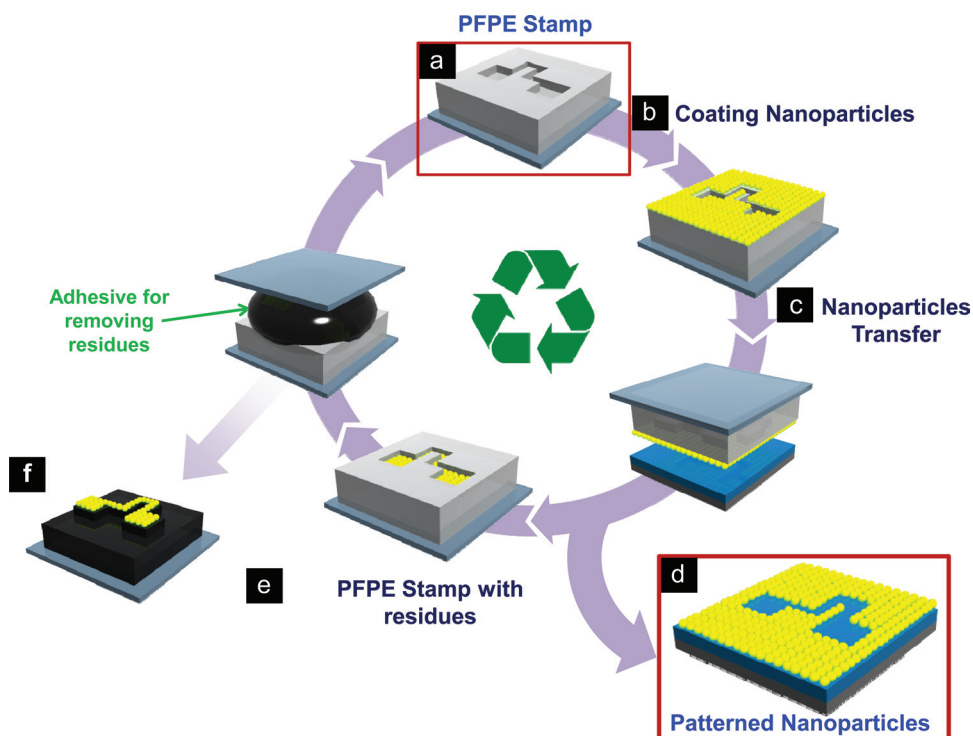 PFPE Stamp
a
b
Coating Nanoparticles
c
Nanoparticles
Transfer
Adhesive for
removing
residues
f
e
PFPE Stamp with
residues
d
Patterned Nanoparticles